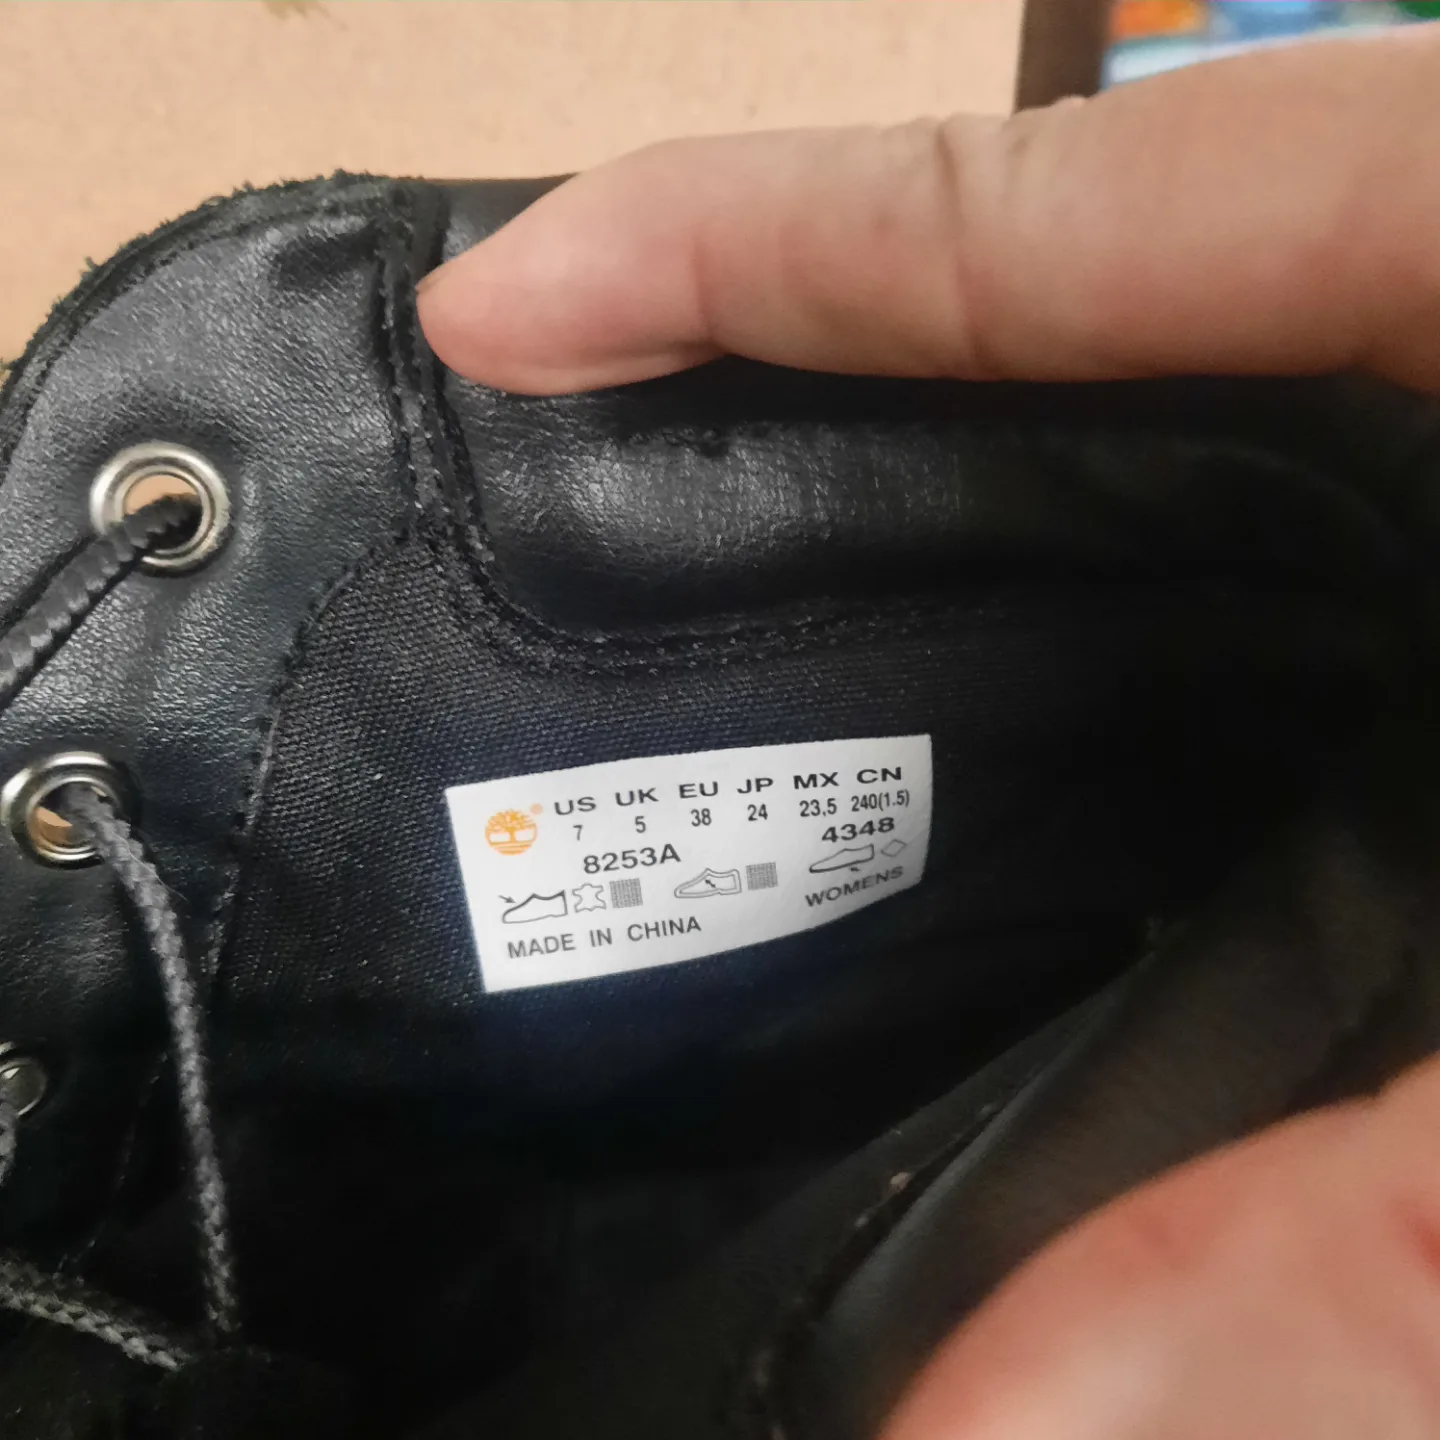 US UK EU JP MX CN
7 5 38 24 23,5 240(1.5)
8253A 4348
WOMENS
MADE IN CHINA